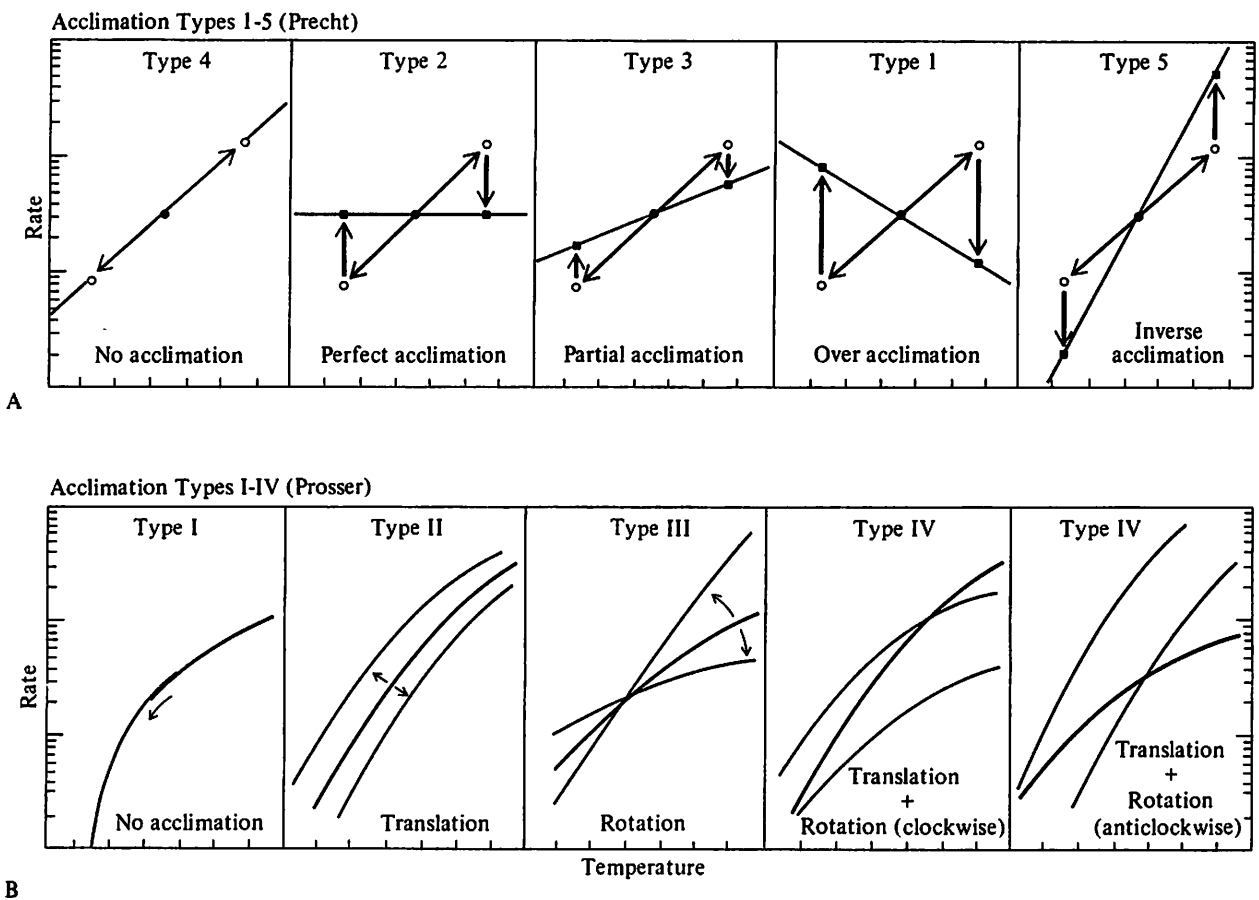 Acclimation Types 1-5 (Precht)
Type 4
Type 2
Type 3
Type 1
Type 5
Rate
No acclimation
Perfect acclimation
Partial acclimation
Over acclimation
Inverse
acclimation
A
Acclimation Types I-IV (Prosser)
Type I
Type II
Type III
Type IV
Type IV
Rate
No acclimation
Translation
Rotation
Translation
+
Rotation (clockwise)
Translation
+
Rotation
(anticlockwise)
Temperature
B